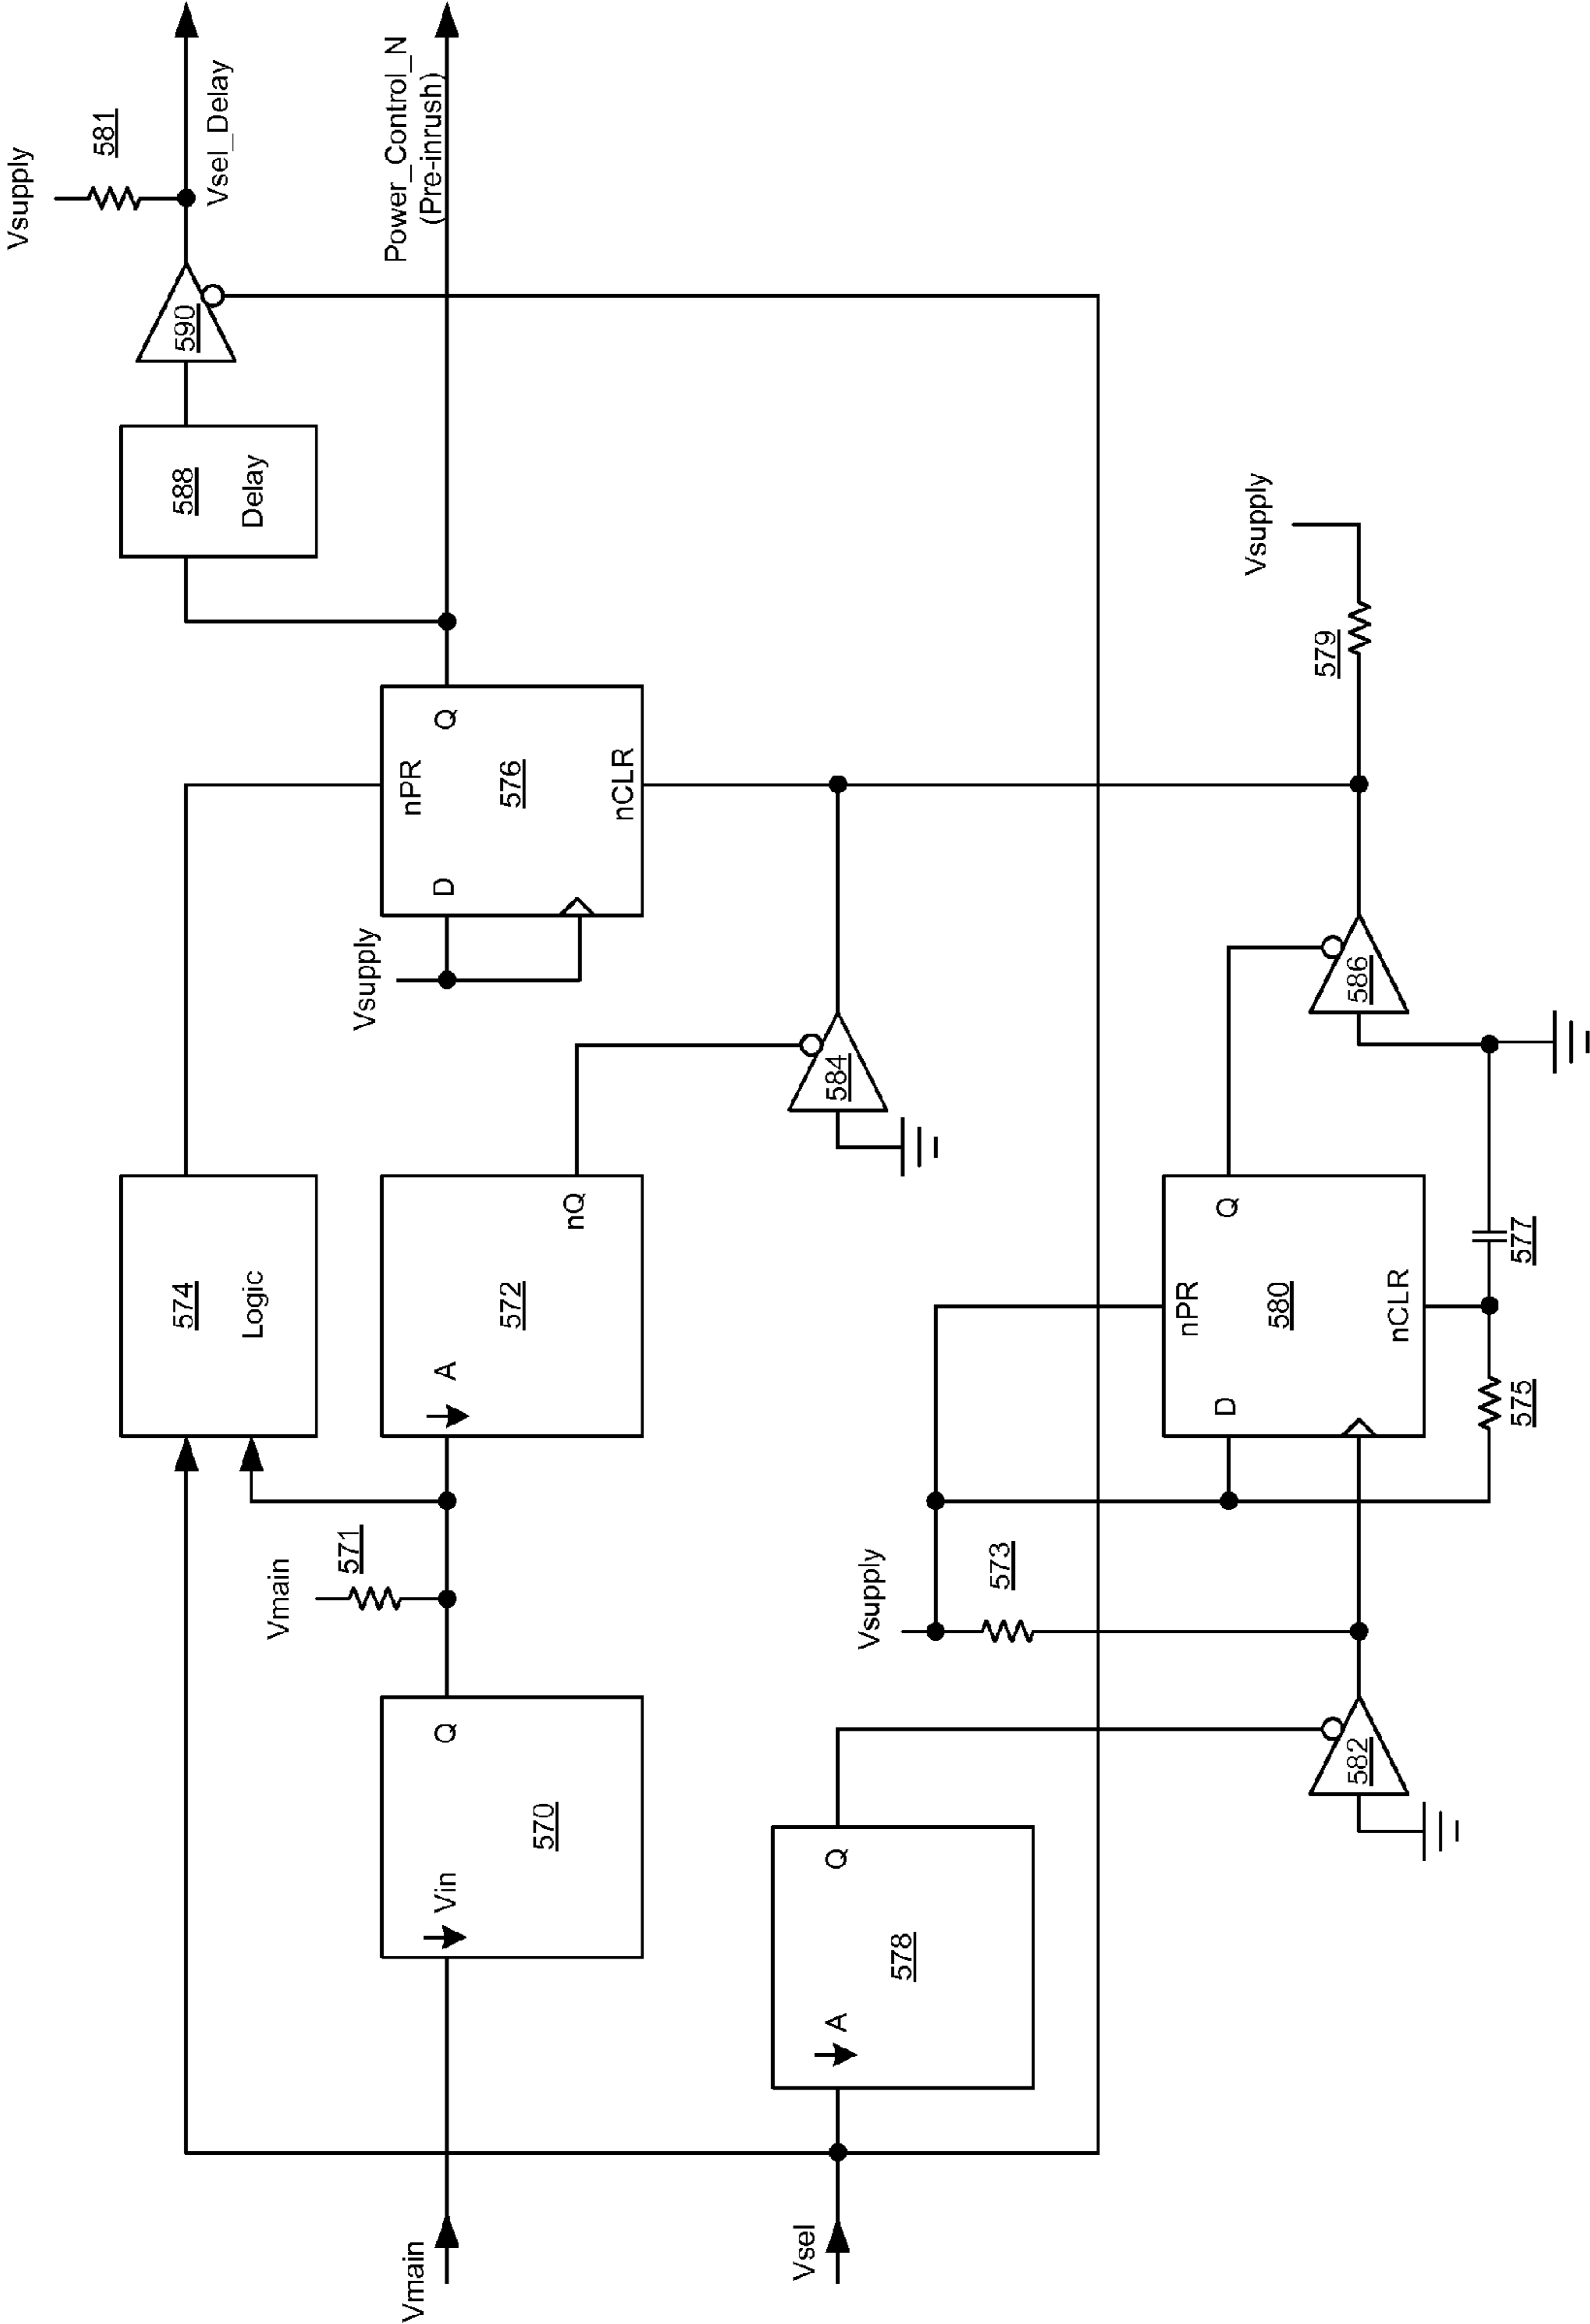 Vsupply
581
Vsel_Delay
590
588
Delay
Power_Control_N
(Pre-inrush)
574
Logic
nPR
D
Q
576
nCLR
Vsupply
Vmain
571
A
572
nQ
584
Vmain
Vin
Q
570
Vsel
A
Q
578
Vsupply
573
582
nPR
D
Q
580
nCLR
575
577
586
579
Vsupply